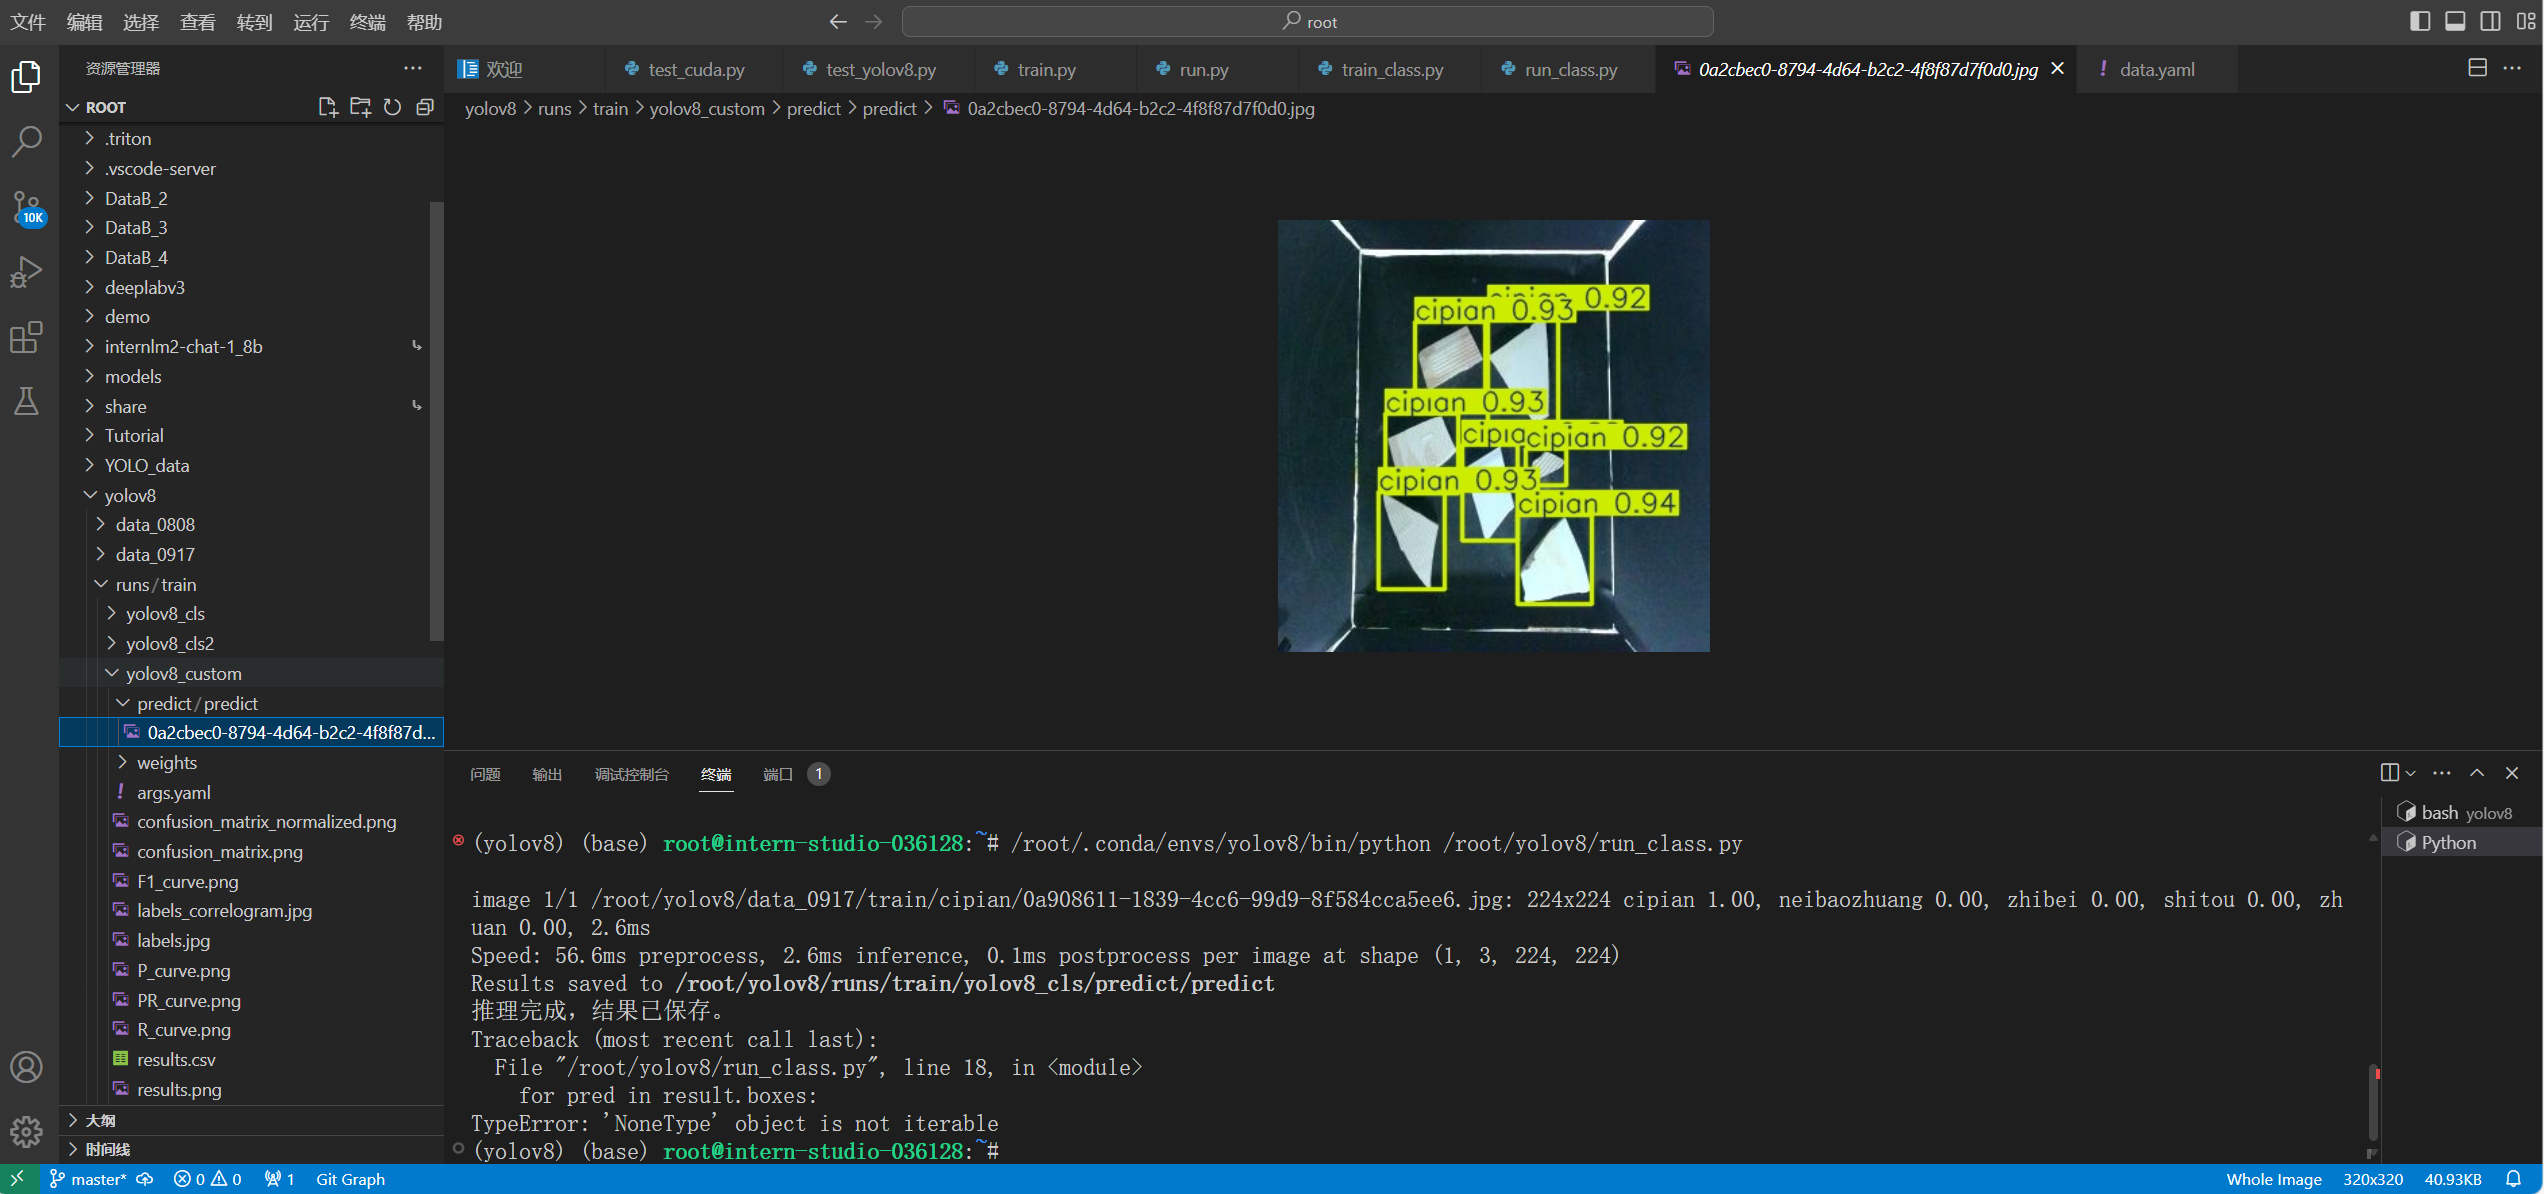 文件 编辑 选择 查看 转到 运行 终端 帮助
root
资源管理器
ROOT
.triton
.vscode-server
DataB_2
DataB_3
DataB_4
deeplabv3
demo
internlm2-chat-1_8b
models
share
Tutorial
YOLO_data
yolov8
data_0808
data_0917
runs/train
yolov8_cls
yolov8_cls2
yolov8_custom
predict/predict
0a2cbec0-8794-4d64-b2c2-4f8f87d...
weights
args.yaml
confusion_matrix_normalized.png
confusion_matrix.png
F1_curve.png
labels_correlogram.jpg
labels.jpg
P_curve.png
PR_curve.png
R_curve.png
results.csv
results.png
大纲
时间线
10K
欢迎 test_cuda.py test_yolov8.py train.py run.py train_class.py run_class.py 0a2cbec0-8794-4d64-b2c2-4f8f87d7f0d0.jpg data.yaml
yolov8 > runs > train > yolov8_custom > predict > predict > 0a2cbec0-8794-4d64-b2c2-4f8f87d7f0d0.jpg
0.92
cipian 0.93
cipian 0.93
cipian 0.92
cipian 0.93
cipian 0.94
问题 输出 调试控制台 终端 端口 1
bash yolov8
Python
(yolov8) (base) root@intern-studio-036128:~# /root/.conda/envs/yolov8/bin/python /root/yolov8/run_class.py
image 1/1 /root/yolov8/data_0917/train/cipian/0a908611-1839-4cc6-99d9-8f584cca5ee6.jpg: 224x224 cipian 1.00, neibaozhuang 0.00, zhibei 0.00, shitou 0.00, zh
uan 0.00, 2.6ms
Speed: 56.6ms preprocess, 2.6ms inference, 0.1ms postprocess per image at shape (1, 3, 224, 224)
Results saved to /root/yolov8/runs/train/yolov8_cls/predict/predict
推理完成，结果已保存。
Traceback (most recent call last):
  File "/root/yolov8/run_class.py", line 18, in <module>
    for pred in result.boxes:
TypeError: 'NoneType' object is not iterable
(yolov8) (base) root@intern-studio-036128:~#
master* 0 0 1 Git Graph
Whole Image 320x320 40.93KB